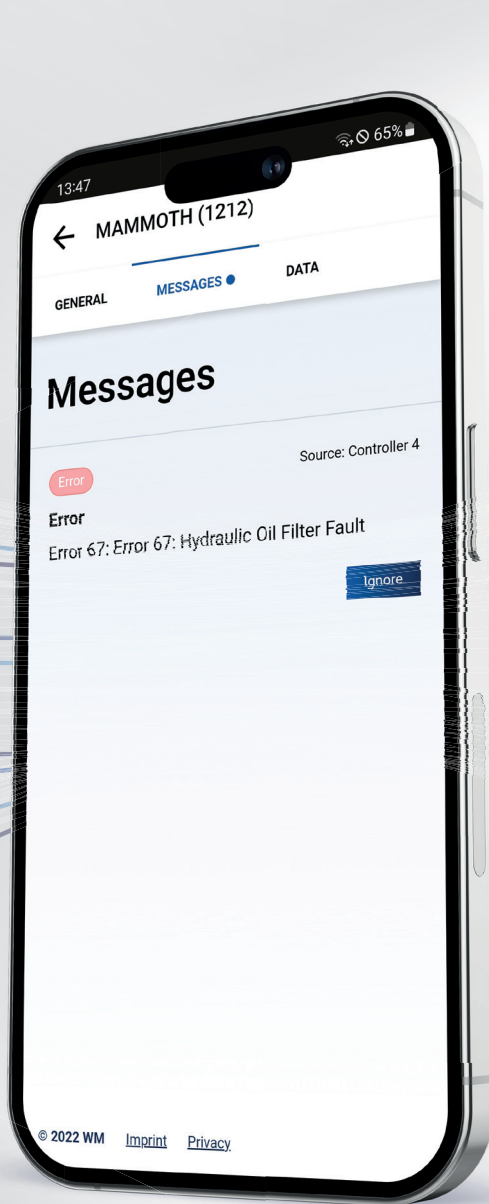 13:47 65%
MAMMOTH (1212)
GENERAL MESSAGES DATA
Messages
Source: Controller 4
Error
Error
Error 67: Error 67: Hydraulic Oil Filter Fault
Ignore
© 2022 WM Imprint Privacy